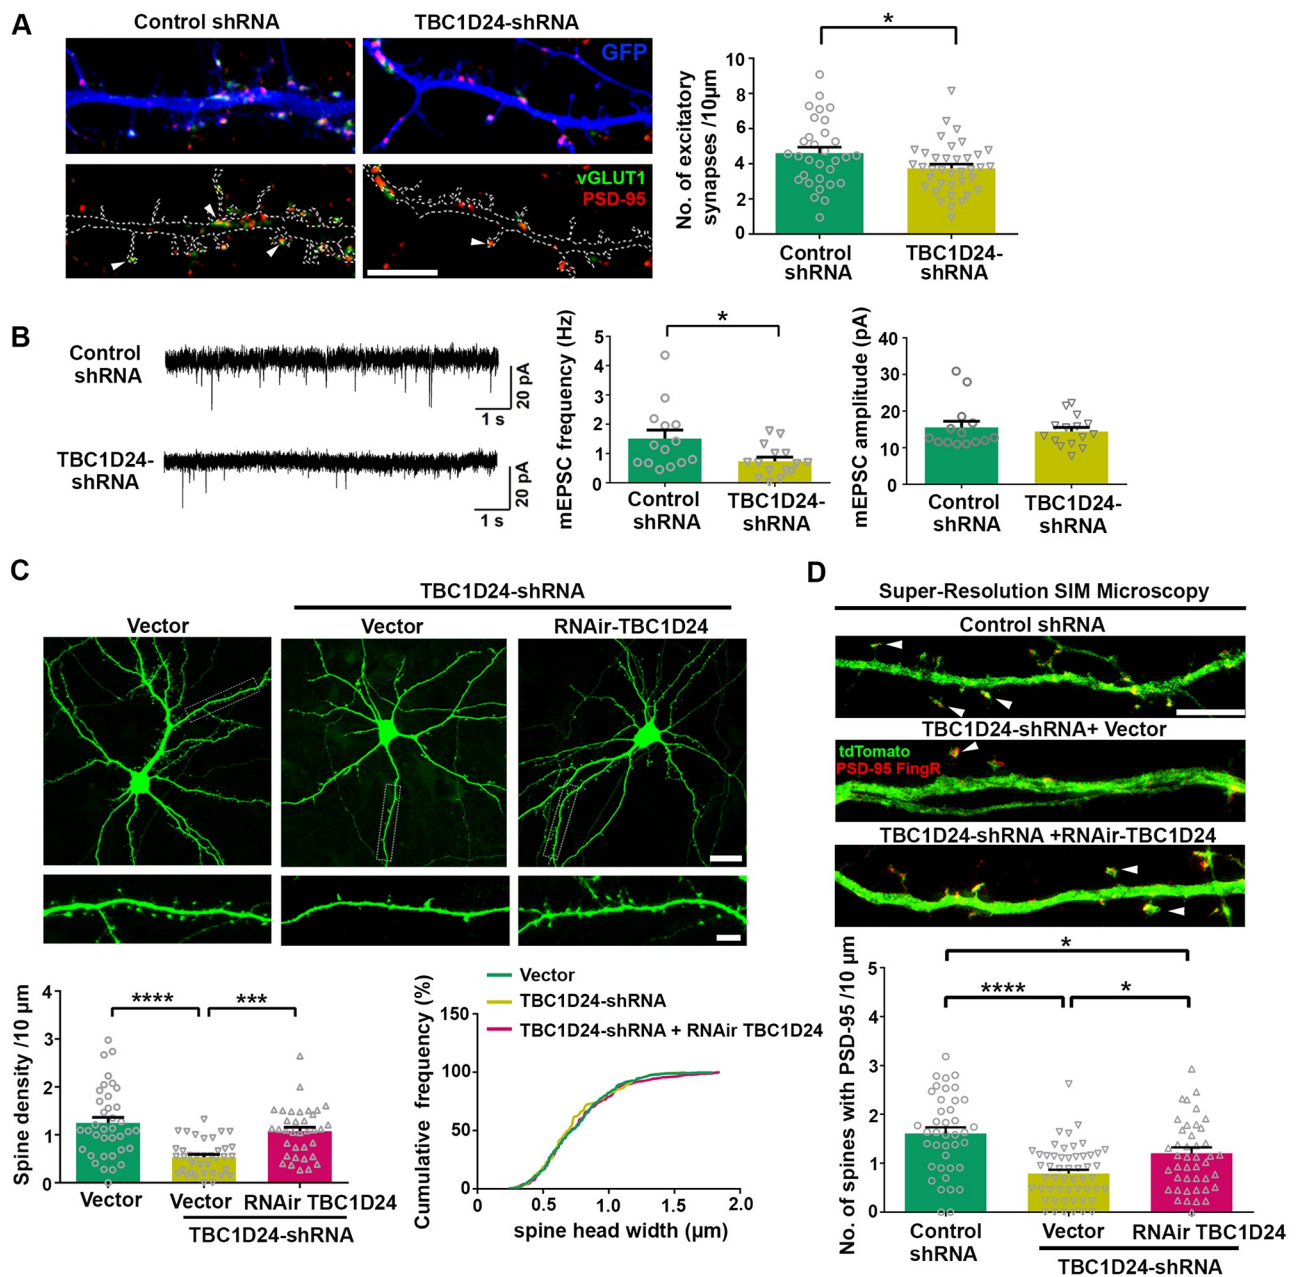 A
Control shRNA
TBC1D24-shRNA
GFP
vGLUT1
PSD-95
No. of excitatory
synapses /10µm
*
10
8
6
4
2
0
Control
shRNA
TBC1D24-
shRNA
B
Control
shRNA
20 pA
1 s
TBC1D24-
shRNA
20 pA
1 s
mEPSC frequency (Hz)
*
5
4
3
2
1
0
Control
shRNA
TBC1D24-
shRNA
mEPSC amplitude (pA)
40
30
20
10
0
Control
shRNA
TBC1D24-
shRNA
C
TBC1D24-shRNA
Vector
Vector
RNAir-TBC1D24
Spine density /10 µm
4
3
2
1
0
****
***
Vector
Vector
RNAir TBC1D24
TBC1D24-shRNA
Vector
TBC1D24-shRNA
TBC1D24-shRNA + RNAir TBC1D24
Cumulative frequency (%)
150
100
50
0
0
0.5
1.0
1.5
2.0
spine head width (µm)
D
Super-Resolution SIM Microscopy
Control shRNA
TBC1D24-shRNA+ Vector
tdTomato
PSD-95 FingR
TBC1D24-shRNA +RNAir-TBC1D24
No. of spines with PSD-95 /10 µm
*
****
*
5
4
3
2
1
0
Control
shRNA
Vector
RNAir TBC1D24
TBC1D24-shRNA